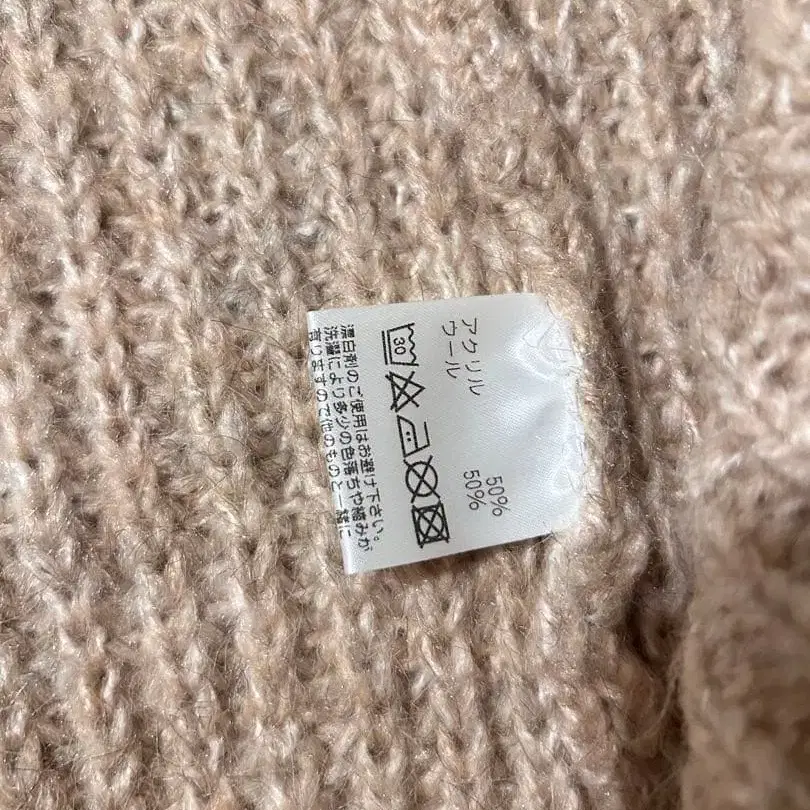 アクリル 50%
ウール 50%
30
漂白剤のご使用はお避け下さい。
洗濯により多少の色落ちや縮みが
有りますので他のものと一緒に